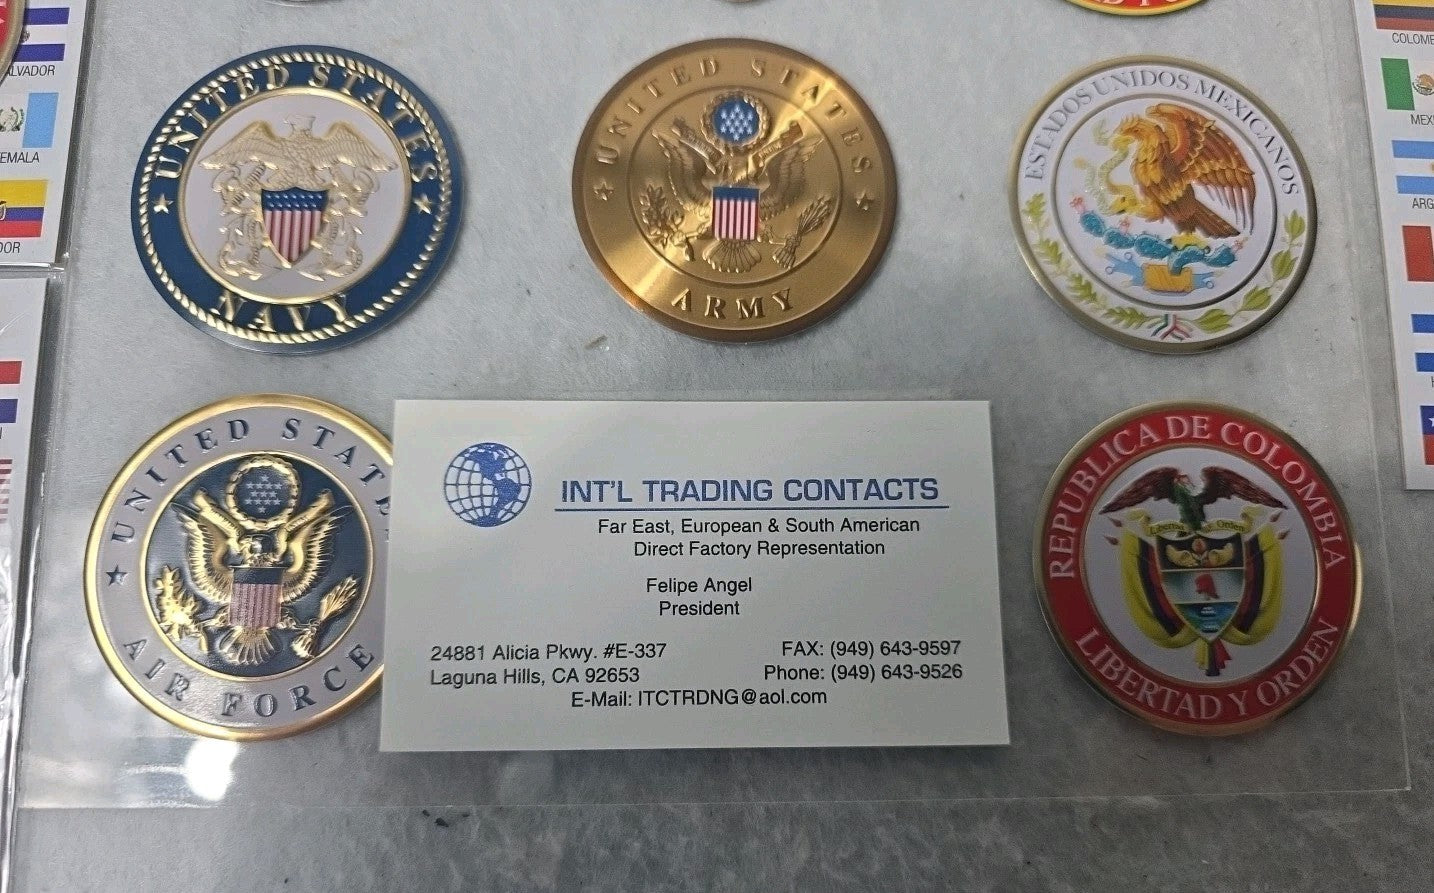 UNITED STATES
NAVY
UNITED STATES
ARMY
ESTADOS UNIDOS MEXICANOS
UNITED
AIR FORCE
INT'L TRADING CONTACTS
Far East, European & South American
Direct Factory Representation
Felipe Angel
President
24881 Alicia Pkwy. #E-337
FAX: (949) 643-9597
Laguna Hills, CA 92653
Phone: (949) 643-9526
E-Mail: ITCTRDNG@aol.com
REPUBLICA DE COLOMBIA
Libertad y Orden
LIBERTAD Y ORDEN